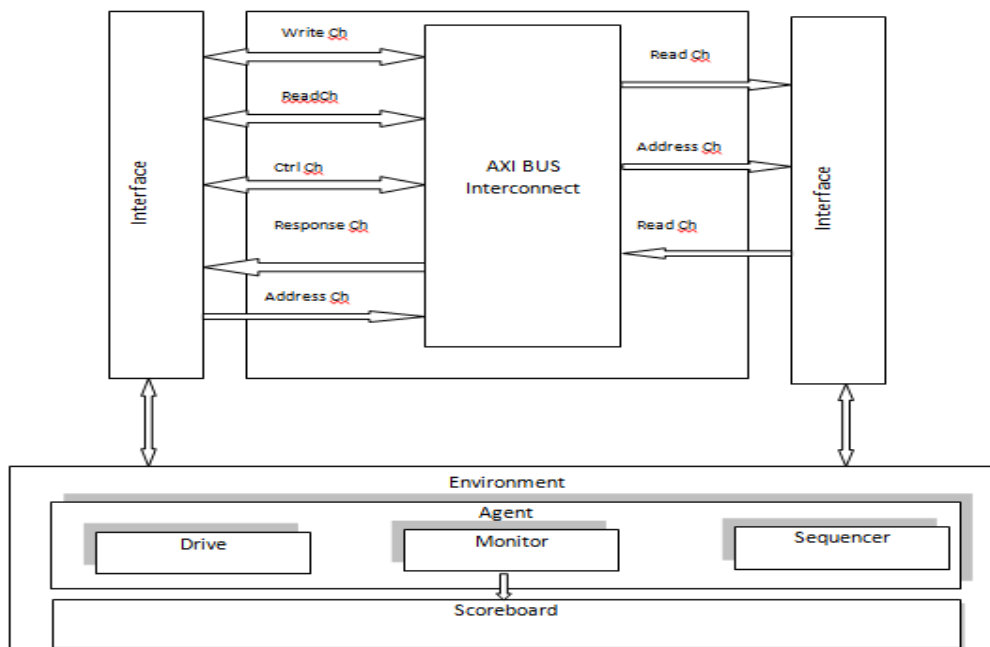 Write Ch
ReadCh
Ctrl Ch
Response Ch
Address Ch
Interface
AXI BUS
Interconnect
Read Ch
Address Ch
Read Ch
Interface
Environment
Agent
Drive
Monitor
Sequencer
Scoreboard